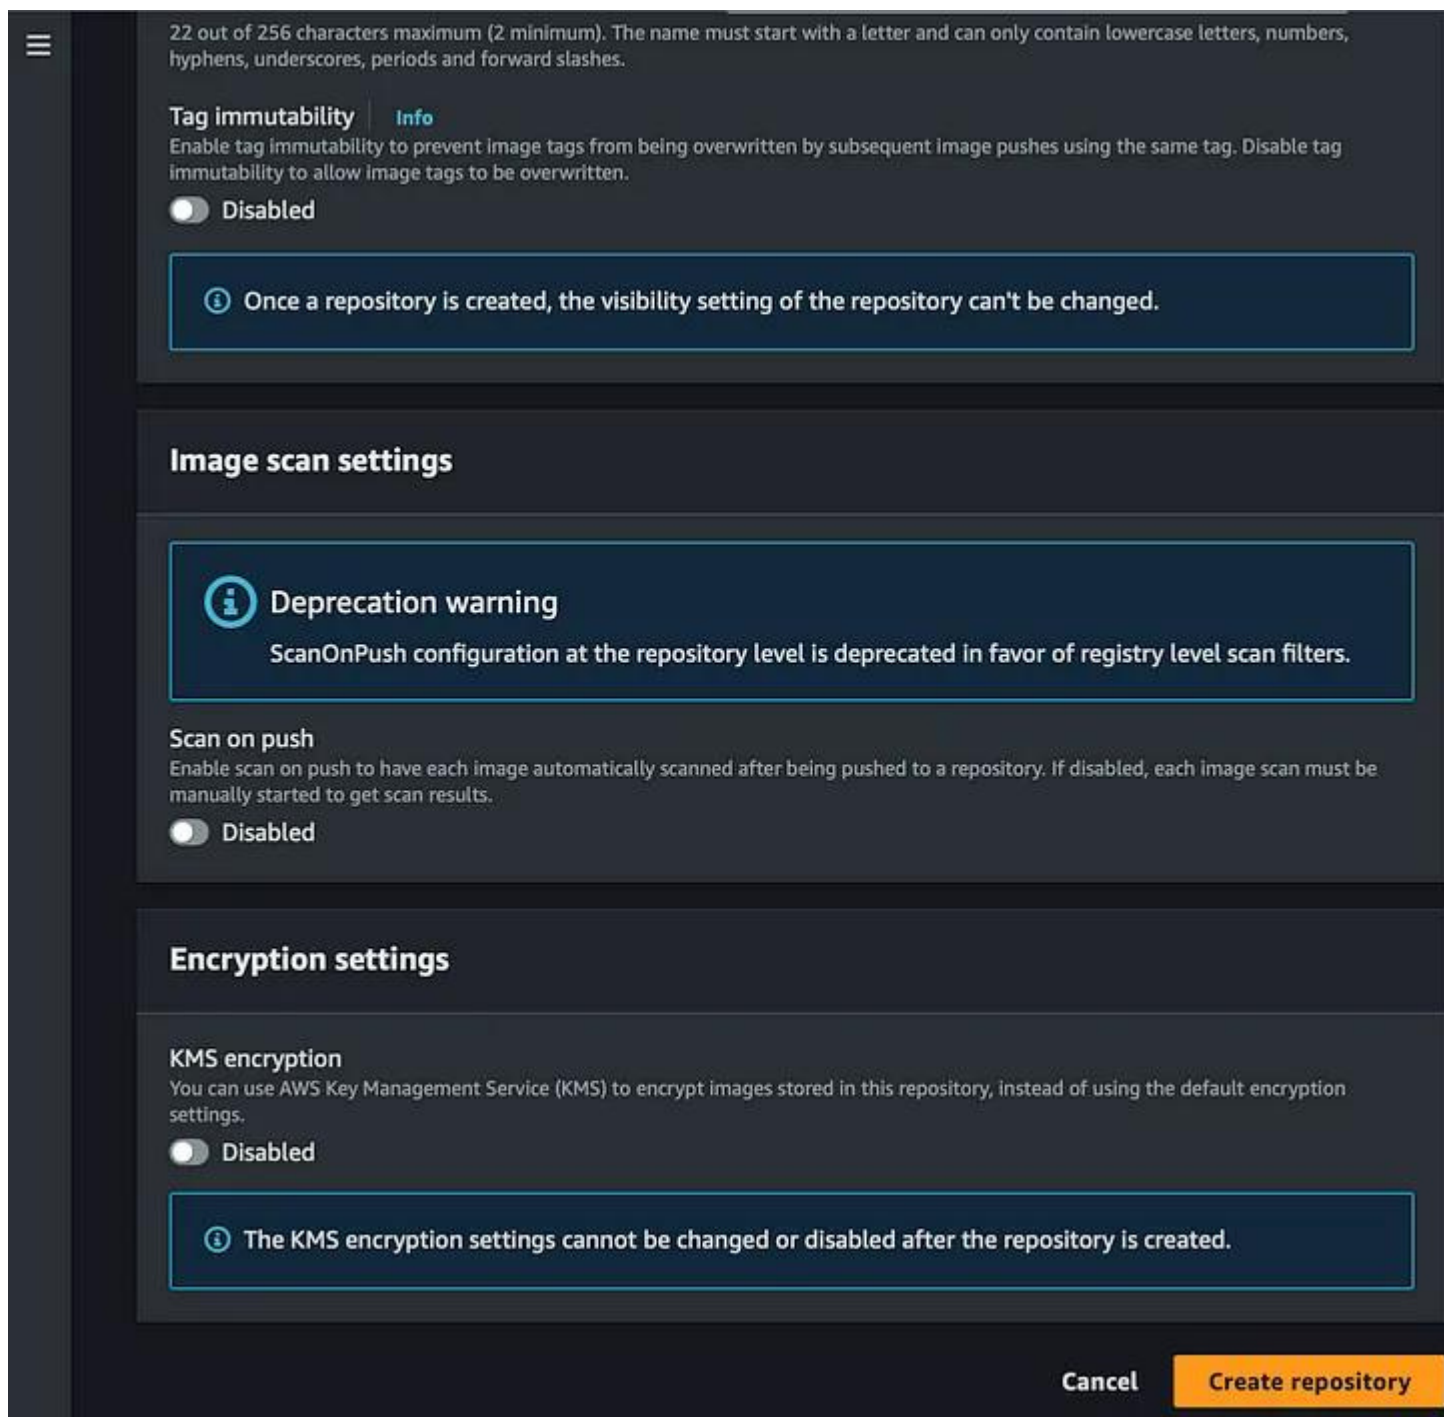 22 out of 256 characters maximum (2 minimum). The name must start with a letter and can only contain lowercase letters, numbers,
hyphens, underscores, periods and forward slashes.
Tag immutability Info
Enable tag immutability to prevent image tags from being overwritten by subsequent image pushes using the same tag. Disable tag
immutability to allow image tags to be overwritten.
Disabled
Once a repository is created, the visibility setting of the repository can't be changed.
Image scan settings
Deprecation warning
ScanOnPush configuration at the repository level is deprecated in favor of registry level scan filters.
Scan on push
Enable scan on push to have each image automatically scanned after being pushed to a repository. If disabled, each image scan must be
manually started to get scan results.
Disabled
Encryption settings
KMS encryption
You can use AWS Key Management Service (KMS) to encrypt images stored in this repository, instead of using the default encryption
settings.
Disabled
The KMS encryption settings cannot be changed or disabled after the repository is created.
Cancel Create repository